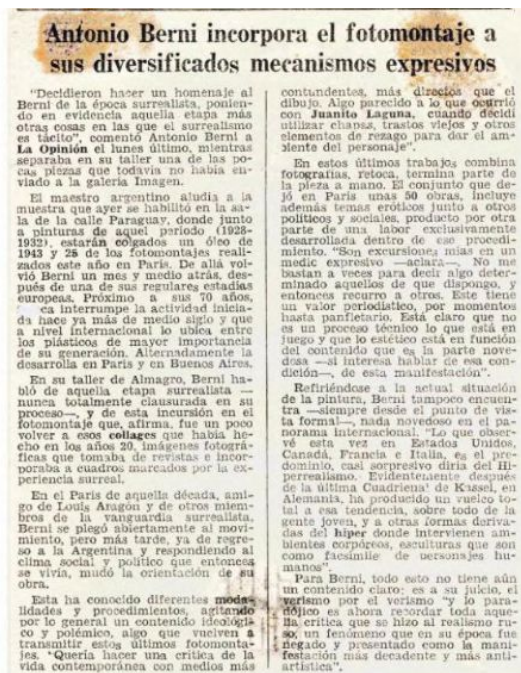 Antonio Berni incorpora el fotomontaje a
sus diversificados mecanismos expresivos
"Decidieron hacer un homenaje al
Berni de la época surrealista, ponien-
do en evidencia aquella etapa más
otras cosas en las que el surrealismo
es tácito", comentó Antonio Berni a
La Opinión el lunes último, mientras
separaba en su taller una de las po-
cas piezas que todavía no había en-
viado a la galería Imagen.
El maestro argentino aludía a la
muestra que ayer se habilitó en la sa-
la de la calle Paraguay, donde junto
a pinturas de aquel período (1928-
1932), estarán colgados un óleo de
1943 y 25 de los fotomontajes reali-
zados este año en París. De allá vol-
vió Berni un mes y medio atrás, des-
pués de una de sus regulares estadías
europeas. Próximo a sus 70 años,
ca interrumpe la actividad inicia-
da hace ya más de medio siglo y que
a nivel internacional lo ubica entre
los plásticos de mayor importancia
de su generación. Alternadamente la
desarrolla en París y en Buenos Aires.
En su taller de Almagro, Berni ha-
bló de aquella etapa surrealista —
nunca totalmente clausurada en su
proceso—, y de esta incursión en el
fotomontaje que, afirma, fue un poco
volver a esos collages que había he-
cho en los años 20, imágenes fotográ-
ficas que tomaba de revistas e incor-
poraba a cuadros marcados por la ex-
periencia surreal.
En el París de aquella década, ami-
go de Louis Aragón y de otros miem-
bros de la vanguardia surrealista,
Berni se plegó abiertamente al movi-
miento, pero más tarde, ya de regre-
so a la Argentina y respondiendo al
clima social y político que entonces
se vivía, mudó la orientación de su
obra.
Esta ha conocido diferentes moda-
lidades y procedimientos, agitando
por lo general un contenido ideológi-
co y polémico, algo que vuelven a
transmitir estos últimos fotomonta-
jes. "Quería hacer una crítica de la
vida contemporánea con medios más
contundentes, más directos que el
dibujo. Algo parecido a lo que ocurrió
con Juanito Laguna, cuando decidí
utilizar chapas, trastos viejos y otros
elementos de rezago para dar el am-
biente del personaje".
En estos últimos trabajos combina
fotografías, retoca, termina parte de
la pieza a mano. El conjunto que de-
jó en París unas 50 obras, incluye
además temas eróticos junto a otros
políticos y sociales, producto por otra
parte de una labor exclusivamente
desarrollada dentro de ese procedi-
miento. "Son excursiones mías en un
medio expresivo —aclara—. No me
bastan a veces para decir algo deter-
minado aquellos de que dispongo, y
entonces recurro a otros. Este tiene
un valor periodístico, por momentos
hasta panfletario. Está claro que no
es un proceso técnico lo que está en
juego y que lo estético está en función
del contenido que es la parte nove-
dosa —si interesa hablar de esa con-
dición—, de esta manifestación".
Refiriéndose a la actual situación
de la pintura, Berni tampoco encuen-
tra —siempre desde el punto de vis-
ta formal—, nada novedoso en el pa-
norama internacional. "Lo que obser-
vé esta vez en Estados Unidos,
Canadá, Francia e Italia, es el pre-
dominio, casi sorpresivo diría del Hi-
perrealismo. Evidentemente después
de la última Cuadrienal de Kassel, en
Alemania, ha producido un vuelco to-
tal a esa tendencia, sobre todo de la
gente joven, y a otras formas deriva-
das del hiper donde intervienen am-
bientes corpóreos, esculturas que son
como facsímile de personajes hu-
manos".
Para Berni, todo esto no tiene aún
un contenido claro; es a su juicio, el
verismo por el verismo "y lo para-
dójico es ahora recordar toda aque-
lla crítica que se hizo al realismo ru-
so, un fenómeno que en su época fue
negado y presentado como la mani-
festación más decadente y más anti-
artística".